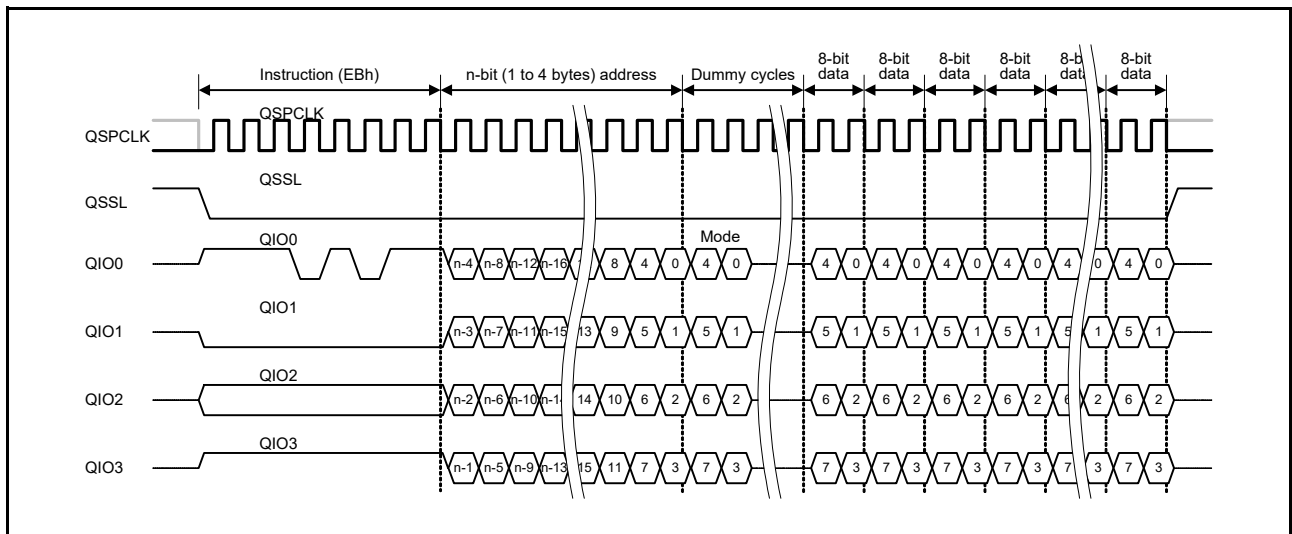 8-bit data 8-bit data 8-bit data 8-bit data 8-bit data 8-bit data
Instruction (EBh) n-bit (1 to 4 bytes) address Dummy cycles
QSPCLK
QSPCLK
QSSL
QSSL
QIO0
Mode
QIO0 n-4 n-8 n-12 n-16 8 4 0 4 0 4 0 4 0 4 0 4 0 4 0 4 0
QIO1
QIO1 n-3 n-7 n-11 n-15 13 9 5 1 5 1 5 1 5 1 5 1 5 1 5 1 5 1
QIO2
QIO2 n-2 n-6 n-10 n-14 14 10 6 2 6 2 6 2 6 2 6 2 6 2 6 2 6 2
QIO3
QIO3 n-1 n-5 n-9 n-13 15 11 7 3 7 3 7 3 7 3 7 3 7 3 7 3 7 3